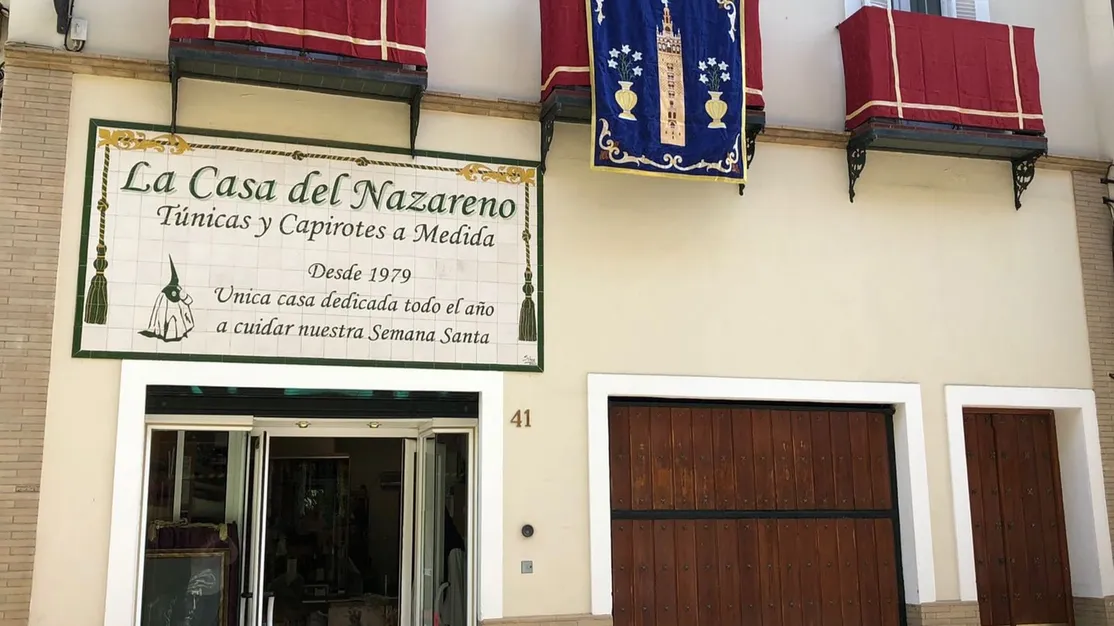 La Casa del Nazareno
Túnicas y Capirotes a Medida
Desde 1979
Unica casa dedicada todo el año
a cuidar nuestra Semana Santa
41